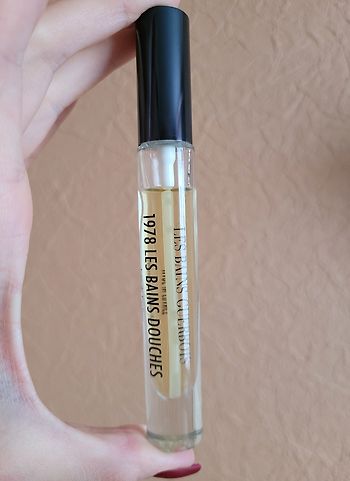 LES BAINS GUERBOIS
1978 LES BAINS DOUCHES